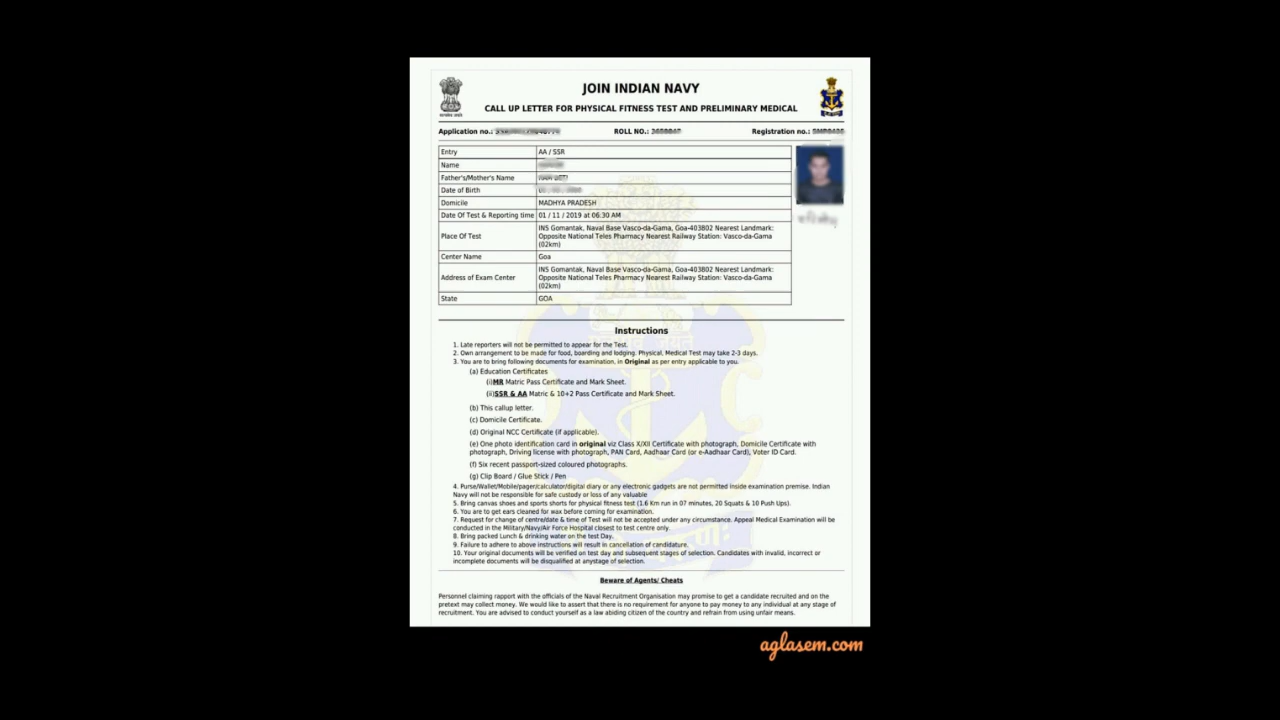 JOIN INDIAN NAVY
CALL UP LETTER FOR PHYSICAL FITNESS TEST AND PRELIMINARY MEDICAL
Application no.: ROLL NO.: Registration no.:
Entry AA / SSR
Name
Father's/Mother's Name
Date of Birth
Domicile MADHYA PRADESH
Date Of Test & Reporting time 01 / 11 / 2019 at 06:30 AM
INS Gomantak, Naval Base Vasco-da-Gama, Goa-403802 Nearest Landmark:
Place Of Test Opposite National Teles Pharmacy Nearest Railway Station: Vasco-da-Gama
(02km)
Center Name Goa
INS Gomantak, Naval Base Vasco-da-Gama, Goa-403802 Nearest Landmark:
Address of Exam Center Opposite National Teles Pharmacy Nearest Railway Station: Vasco-da-Gama
(02km)
State GOA
Instructions
1. Late reporters will not be permitted to appear for the Test.
2. Own arrangement to be made for food, boarding and lodging. Physical, Medical Test may take 2-3 days.
3. You are to bring following documents for examination, in Original as per entry applicable to you.
(a) Education Certificates
(i)MR Matric Pass Certificate and Mark Sheet.
(ii)SSR & AA Matric & 10+2 Pass Certificate and Mark Sheet.
(b) This callup letter.
(c) Domicile Certificate.
(d) Original NCC Certificate (if applicable).
(e) One photo identification card in original viz Class X/XII Certificate with photograph, Domicile Certificate with
photograph, Driving license with photograph, PAN Card, Aadhaar Card (or e-Aadhaar Card), Voter ID Card.
(f) Six recent passport-sized coloured photographs.
(g) Clip Board / Glue Stick / Pen
4. Purse/Wallet/Mobile/pager/calculator/digital diary or any electronic gadgets are not permitted inside examination premise. Indian
Navy will not be responsible for safe custody or loss of any valuable
5. Bring canvas shoes and sports shorts for physical fitness test (1.6 Km run in 07 minutes, 20 Squats & 10 Push Ups).
6. You are to get ears cleaned for wax before coming for examination.
7. Request for change of centre/date & time of Test will not be accepted under any circumstance. Appeal Medical Examination will be
conducted in the Military/Navy/Air Force Hospital closest to test centre only.
8. Bring packed Lunch & drinking water on the test Day.
9. Failure to adhere to above instructions will result in cancellation of candidature.
10. Your original documents will be verified on test day and subsequent stages of selection. Candidates with invalid, incorrect or
incomplete documents will be disqualified at anystage of selection.
Beware of Agents/ Cheats
Personnel claiming rapport with the officials of the Naval Recruitment Organisation may promise to get a candidate recruited and on the
pretext may collect money. We would like to assert that there is no requirement for anyone to pay money to any individual at any stage of
recruitment. You are advised to conduct yourself as a law abiding citizen of the country and refrain from using unfair means.
aglasem.com